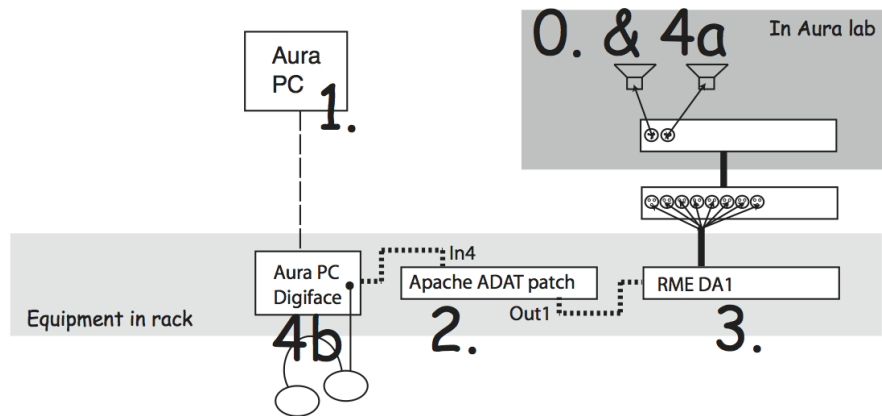 0. & 4a
In Aura lab
Aura
PC
1.
Aura PC
Digiface
In4
Apache ADAT patch
Out1
RME DA1
Equipment in rack
4b
2.
3.